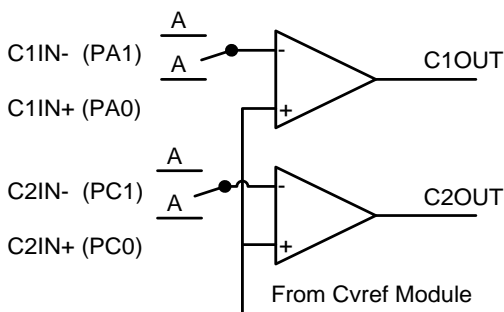 A
C1IN- (PA1)
A
C1IN+ (PA0)
-
+
C1OUT
A
C2IN- (PC1)
A
C2IN+ (PC0)
-
+
C2OUT
From Cvref Module